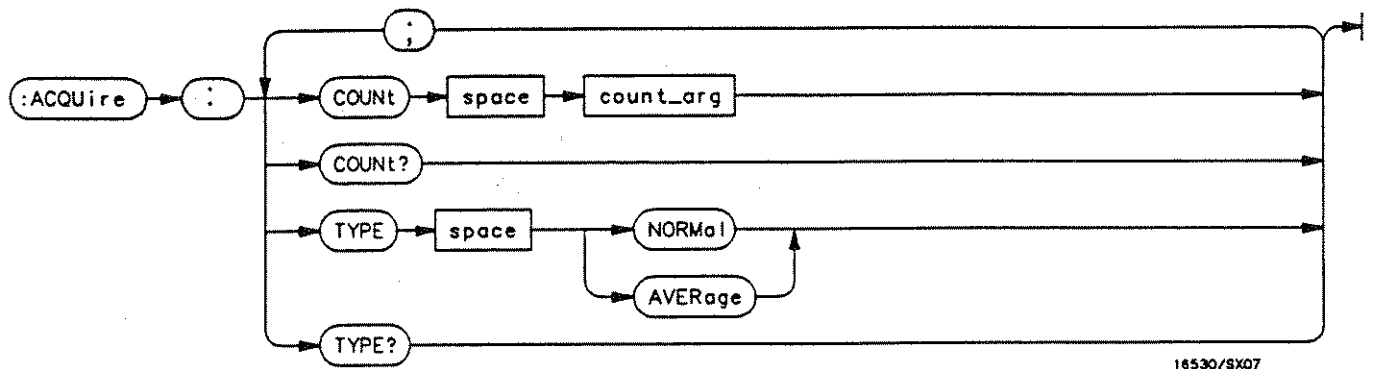 ;
:ACQUire : COUNt space count_arg
COUNt?
TYPE space NORMal
AVERage
TYPE?
16530/SX07